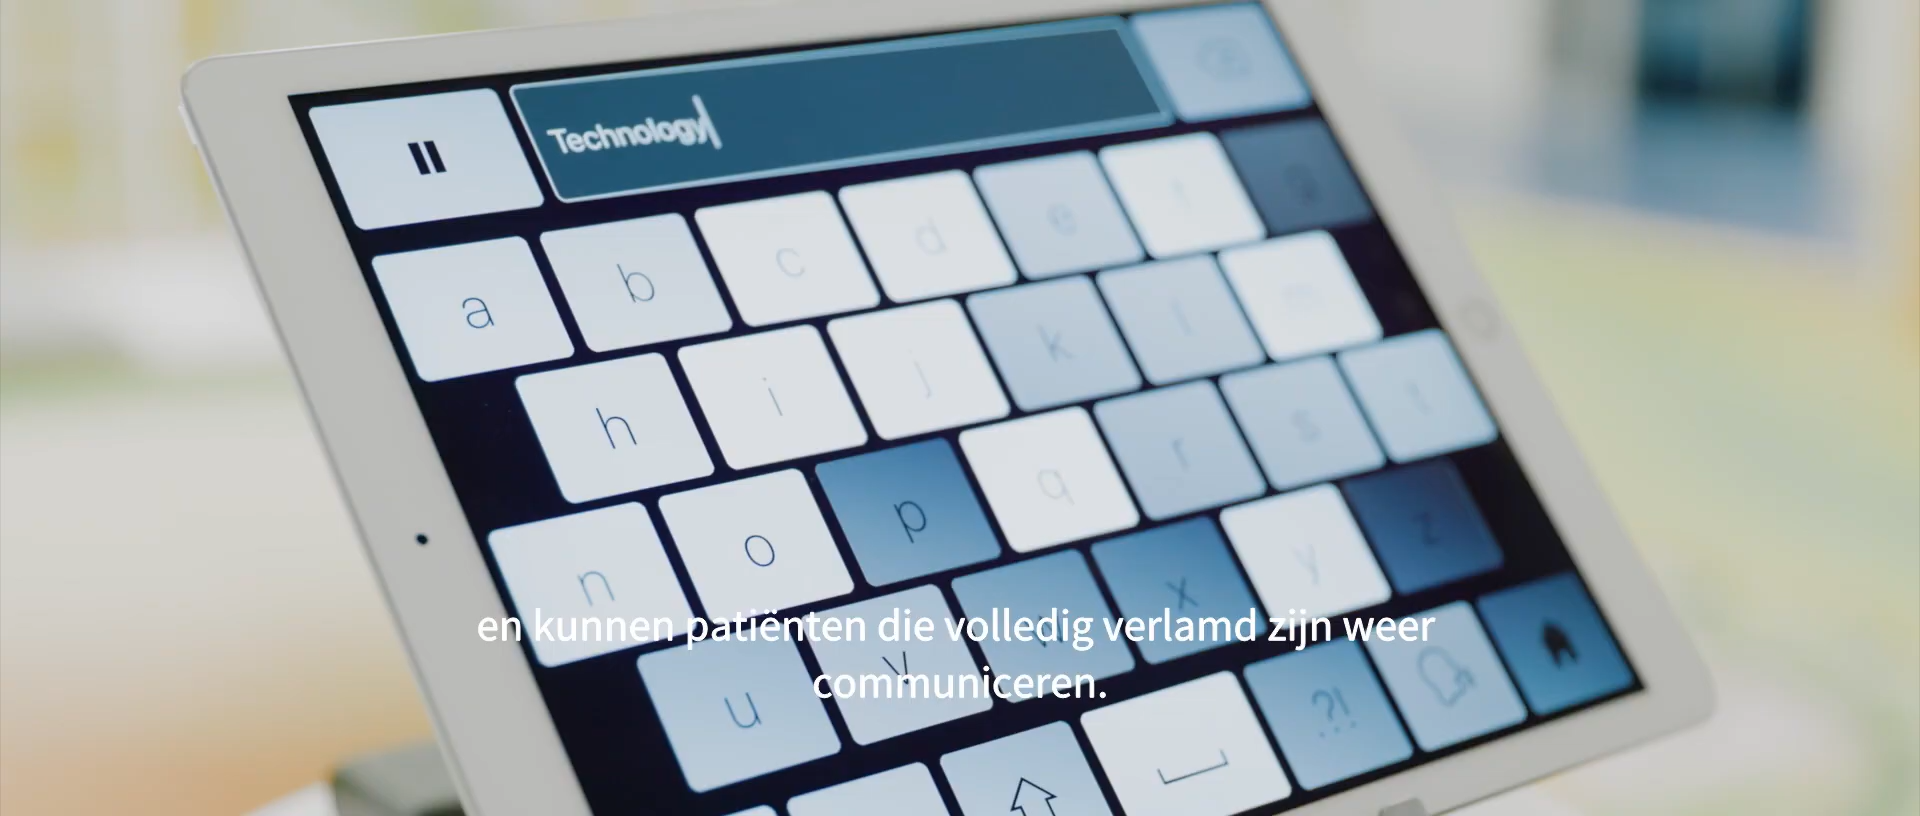 Technology
a b c d e f g
h i j k l m
n o p q r s t
u v w x y z
?!
en kunnen patiënten die volledig verlamd zijn weer
communiceren.